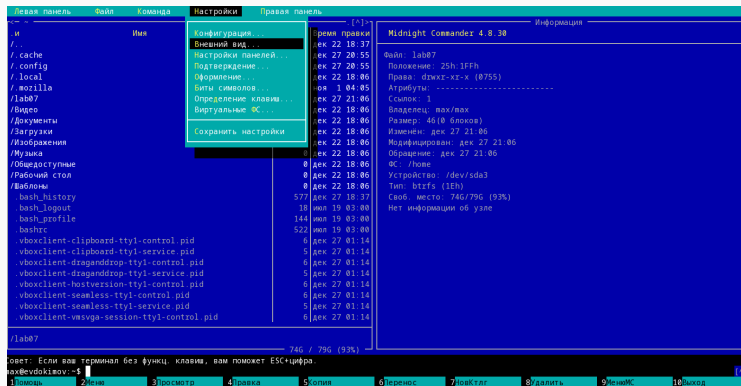 Левая панель Файл Команда Настройки Правая панель
<─ ~ .[^]>
.и Имя Время правки
/.. дек 22 18:37
/.cache дек 27 20:55
/.config дек 27 20:55
/.local дек 22 18:06
/.mozilla ноя 1 04:05
/lab07 дек 27 21:06
/Видео дек 22 18:06
/Документы дек 22 18:06
/Загрузки дек 22 18:06
/Изображения дек 22 18:06
/Музыка 0 дек 22 18:06
/Общедоступные 0 дек 22 18:06
/Рабочий стол 0 дек 22 18:06
/Шаблоны 0 дек 22 18:06
.bash_history 577 дек 27 18:37
.bash_logout 18 июл 19 03:00
.bash_profile 144 июл 19 03:00
.bashrc 522 июл 19 03:00
.vboxclient-clipboard-tty1-control.pid 6 дек 27 01:14
.vboxclient-clipboard-tty1-service.pid 5 дек 27 01:14
.vboxclient-draganddrop-tty1-control.pid 6 дек 27 01:14
.vboxclient-draganddrop-tty1-service.pid 5 дек 27 01:14
.vboxclient-hostversion-tty1-control.pid 6 дек 27 01:14
.vboxclient-seamless-tty1-control.pid 6 дек 27 01:14
.vboxclient-seamless-tty1-service.pid 5 дек 27 01:14
.vboxclient-vmsvga-session-tty1-control.pid 6 дек 27 01:14
/lab07
74G / 79G (93%)
Конфигурация...
Внешний вид...
Настройки панелей...
Подтверждение...
Оформление...
Биты символов...
Определение клавиш...
Виртуальные ФС...
Сохранить настройки
Информация
Midnight Commander 4.8.30
Файл: lab07
Положение: 25h:1FFh
Права: drwxr-xr-x (0755)
Атрибуты: -------------------------
Ссылок: 1
Владелец: max/max
Размер: 46(0 блоков)
Изменён: дек 27 21:06
Модифицирован: дек 27 21:06
Обращение: дек 27 21:06
ФС: /home
Устройство: /dev/sda3
Тип: btrfs (1Eh)
Своб. место: 74G/79G (93%)
Нет информации об узле
Совет: Если ваш терминал без функц. клавиш, вам поможет ESC+цифра.
max@evdokimov:~$ [^
1Помощь 2Меню 3Просмотр 4Правка 5Копия 6Перенос 7НовКтлг 8Удалить 9МенюMC 10Выход